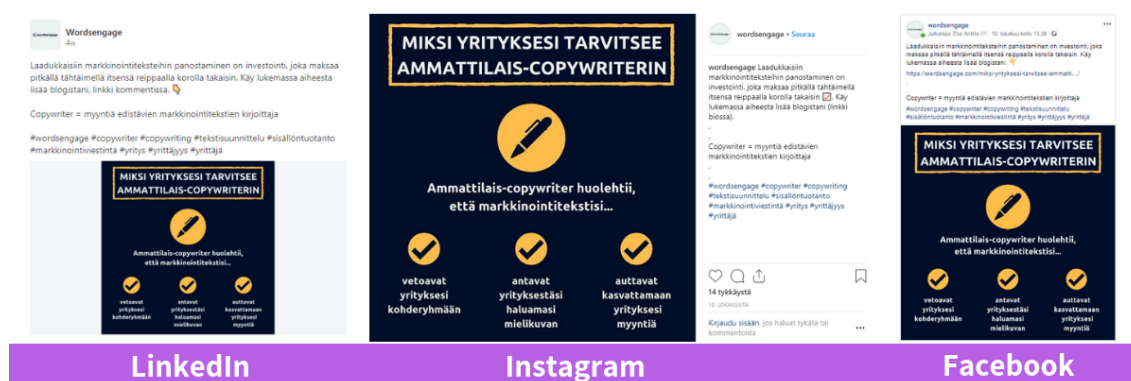 Wordsengage
4w
Laadukkaisiin markkinointiteksteihin panostaminen on investointi, joka maksaa
pitkällä tähtäimellä itsensä reippaalla korolla takaisin. Käy lukemassa aiheesta
lisää blogistani, linkki kommentissa. 👇
Copywriter = myyntiä edistävien markkinointitekstien kirjoittaja
#wordsengage #copywriter #copywriting #tekstisuunnittelu #sisällöntuotanto
#markkinointiviestintä #yritys #yrittäjyys #yrittäjä
MIKSI YRITYKSESI TARVITSEE
AMMATTILAIS-COPYWRITERIN
Ammattilais-copywriter huolehtii,
että markkinointitekstisi...
vetoavat
yrityksesi
kohderyhmään
antavat
yrityksestäsi
haluamasi
mielikuvan
auttavat
kasvattamaan
yrityksesi
myyntiä
LinkedIn
MIKSI YRITYKSESI TARVITSEE
AMMATTILAIS-COPYWRITERIN
Ammattilais-copywriter huolehtii,
että markkinointitekstisi...
vetoavat
yrityksesi
kohderyhmään
antavat
yrityksestäsi
haluamasi
mielikuvan
auttavat
kasvattamaan
yrityksesi
myyntiä
wordsengage • Seuraa
wordsengage Laadukkaisiin
markkinointiteksteihin panostaminen on
investointi, joka maksaa pitkällä tähtäimellä
itsensä reippaalla korolla takaisin 📈. Käy
lukemassa aiheesta lisää blogistani (linkki
biossa).
.
.
Copywriter = myyntiä edistävien
markkinointitekstien kirjoittaja
.
.
#wordsengage #copywriter #copywriting
#tekstisuunnittelu #sisällöntuotanto
#markkinointiviestintä #yritys #yrittäjyys
#yrittäjä
14 tykkäystä
10. LOKAKUUTA
Kirjaudu sisään, jos haluat tykätä tai
kommentoida
Instagram
wordsengage
Julkaisija: Esa Anttila · 10. lokakuu kello 13.38
Laadukkaisiin markkinointiteksteihin panostaminen on investointi, joka
maksaa pitkällä tähtäimellä itsensä reippaalla korolla takaisin. Käy
lukemassa aiheesta lisää blogistani. 👇
https://wordsengage.com/miksi-yrityksesi-tarvitsee-ammatti.../
.
Copywriter = myyntiä edistävien markkinointitekstien kirjoittaja
#wordsengage #copywriter #copywriting #tekstisuunnittelu
#sisällöntuotanto #markkinointiviestintä #yritys #yrittäjyys #yrittäjä
MIKSI YRITYKSESI TARVITSEE
AMMATTILAIS-COPYWRITERIN
Ammattilais-copywriter huolehtii,
että markkinointitekstisi...
vetoavat
yrityksesi
kohderyhmään
antavat
yrityksestäsi
haluamasi
mielikuvan
auttavat
kasvattamaan
yrityksesi
myyntiä
Facebook